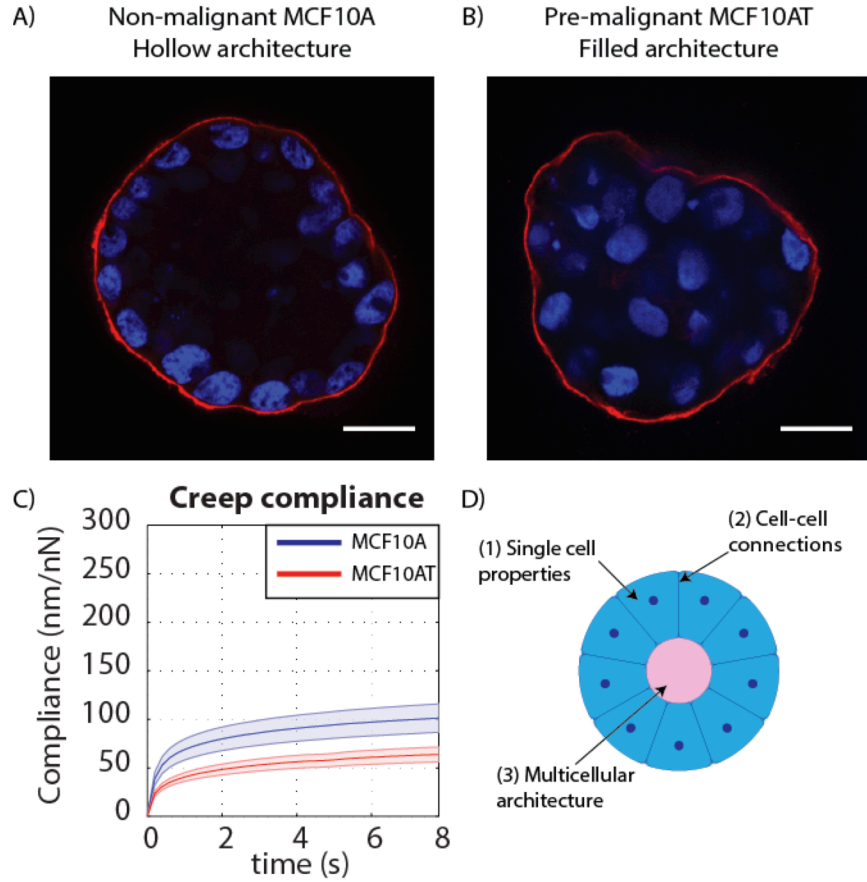 A)
Non-malignant MCF10A
Hollow architecture
B)
Pre-malignant MCF10AT
Filled architecture
C)
Creep compliance
Compliance (nm/nN)
300
250
200
150
100
50
0
0
2
4
6
8
time (s)
MCF10A
MCF10AT
D)
(1) Single cell
properties
(2) Cell-cell
connections
(3) Multicellular
architecture